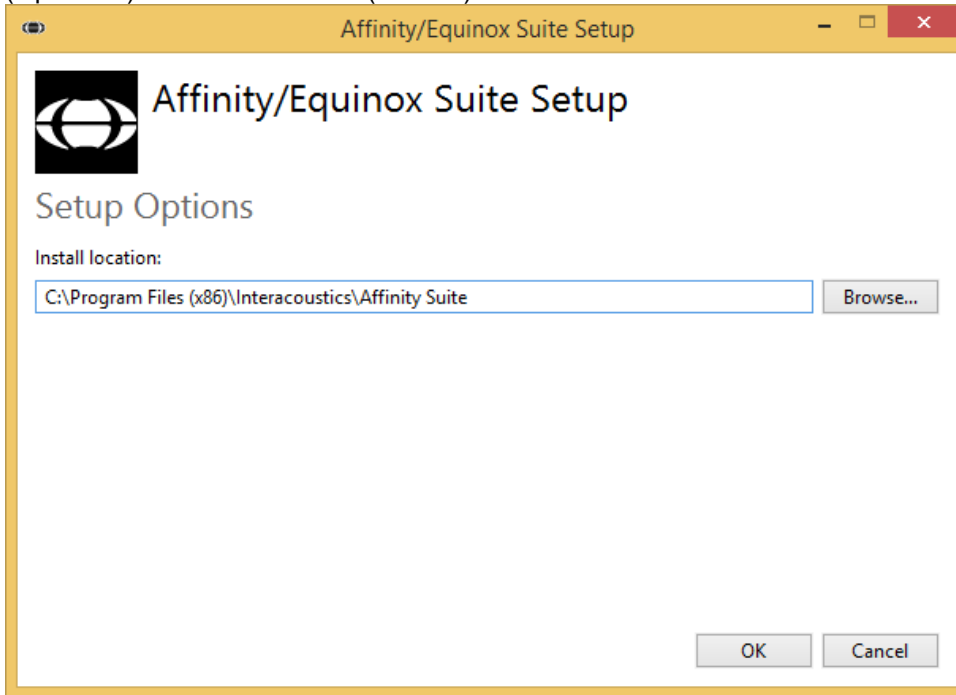 Affinity/Equinox Suite Setup
Affinity/Equinox Suite Setup
Setup Options
Install location:
C:\Program Files (x86)\Interacoustics\Affinity Suite
Browse...
OK
Cancel